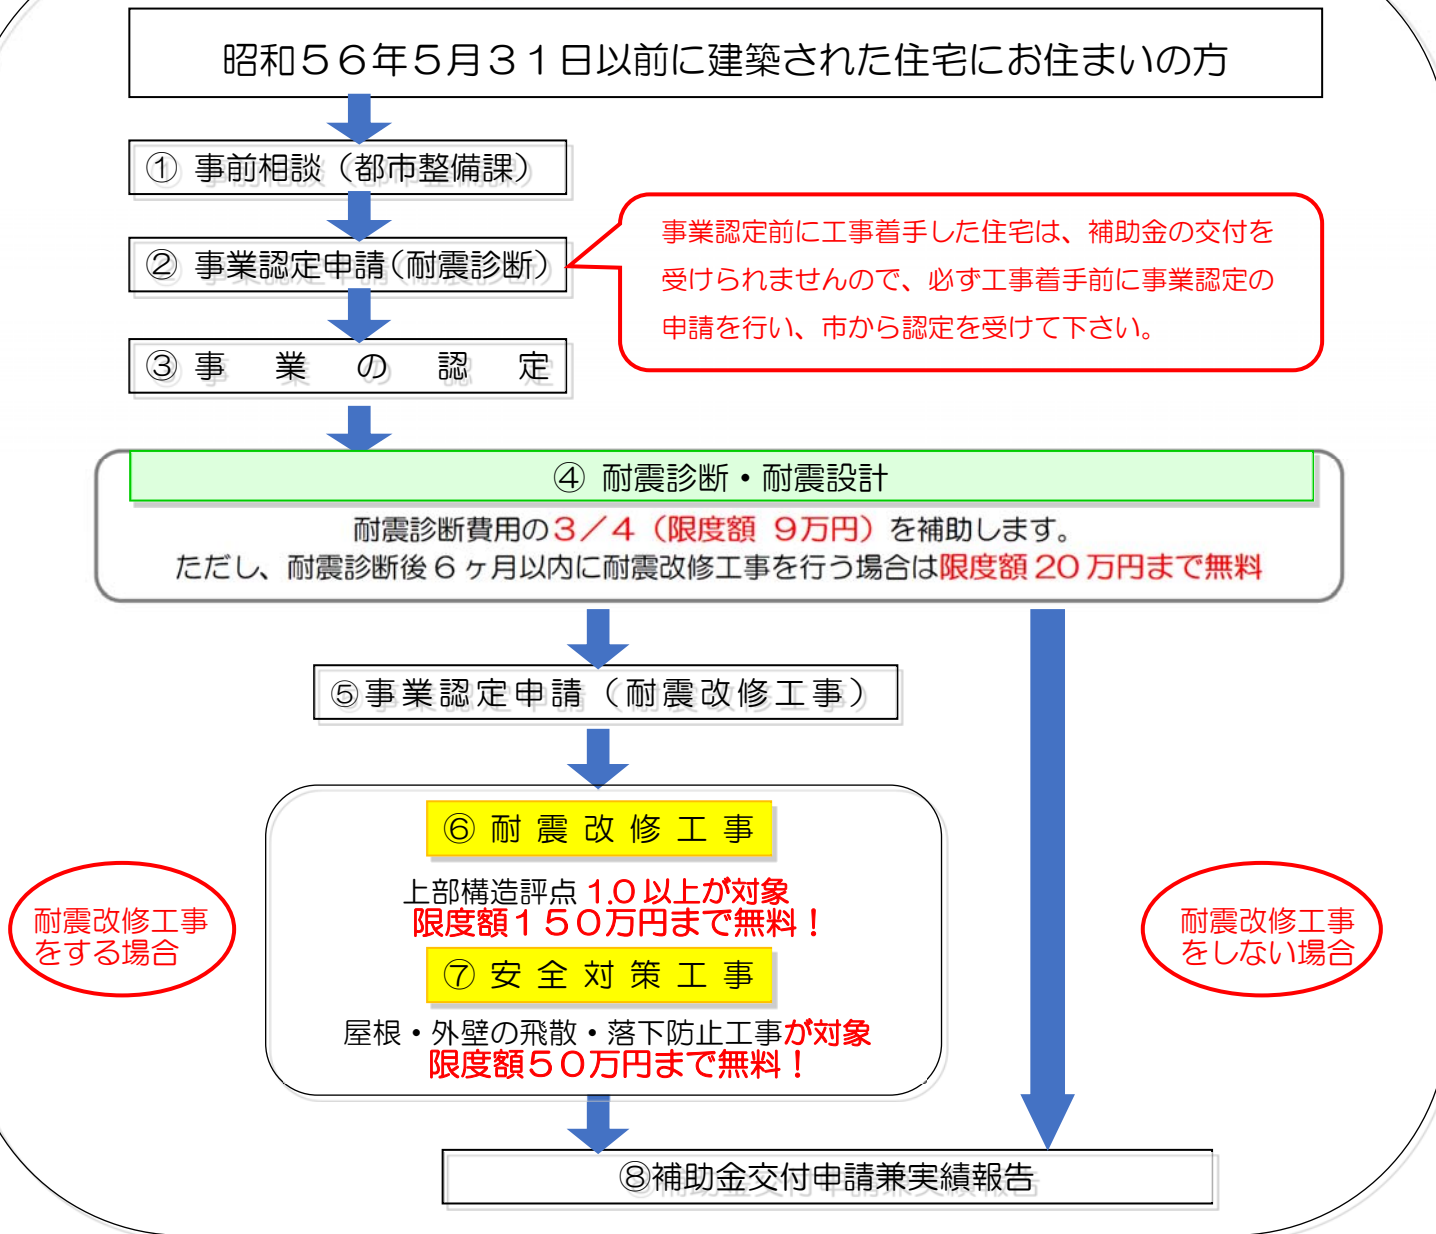 昭和５６年５月３１日以前に建築された住宅にお住まいの方
① 事前相談（都市整備課）
② 事業認定申請（耐震診断）
事業認定前に工事着手した住宅は、補助金の交付を
受けられませんので、必ず工事着手前に事業認定の
申請を行い、市から認定を受けて下さい。
③ 事 業 の 認 定
④ 耐震診断・耐震設計
耐震診断費用の３／４（限度額 ９万円）を補助します。
ただし、耐震診断後６ヶ月以内に耐震改修工事を行う場合は限度額20万円まで無料
⑤事業認定申請（耐震改修工事）
⑥ 耐 震 改 修 工 事
上部構造評点 1.0 以上が対象
限度額１５０万円まで無料！
⑦ 安 全 対 策 工 事
屋根・外壁の飛散・落下防止工事が対象
限度額５０万円まで無料！
耐震改修工事
をする場合
耐震改修工事
をしない場合
⑧補助金交付申請兼実績報告